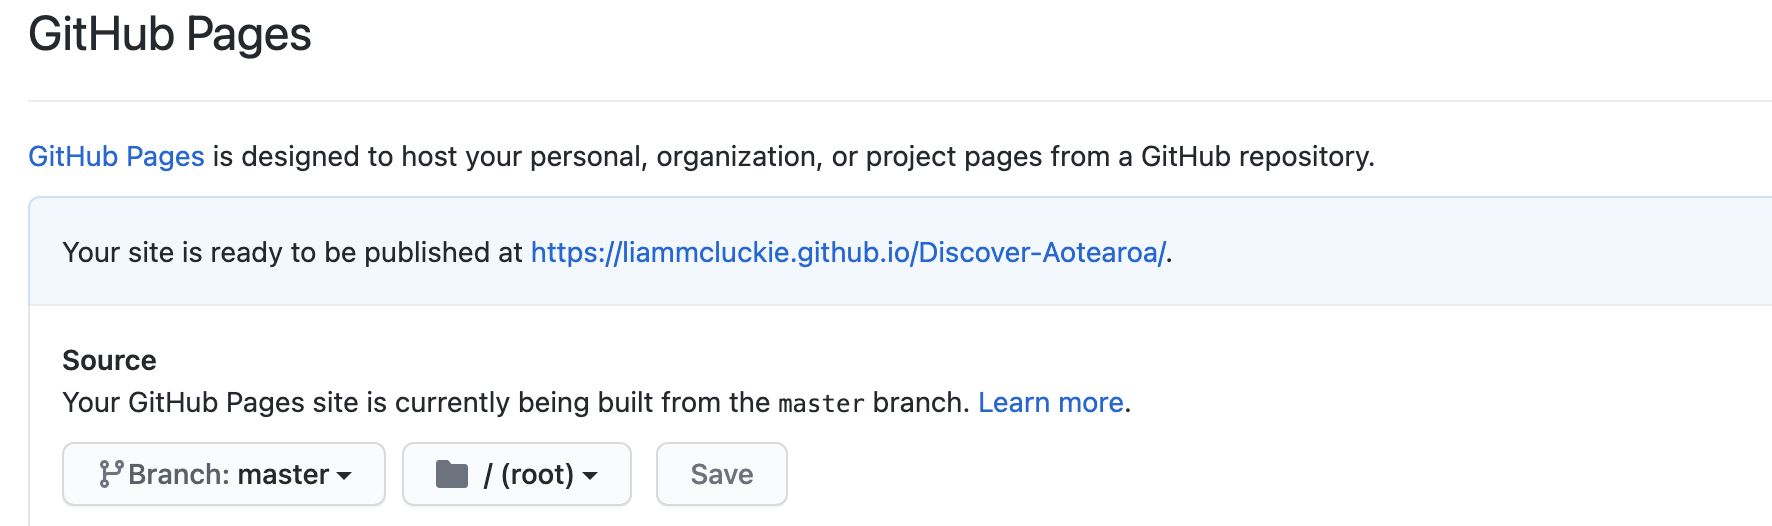 GitHub Pages
GitHub Pages is designed to host your personal, organization, or project pages from a GitHub repository.
Your site is ready to be published at https://liammcluckie.github.io/Discover-Aotearoa/.
Source
Your GitHub Pages site is currently being built from the master branch. Learn more.
Branch: master / (root) Save